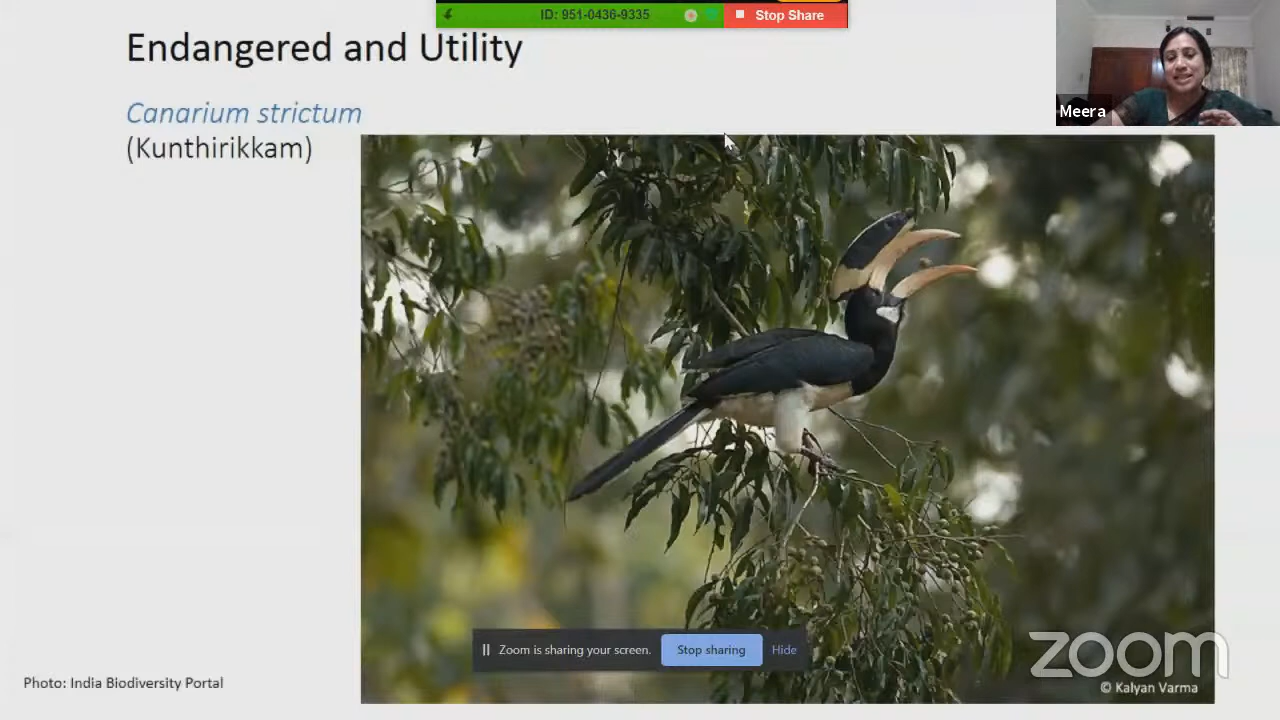 ID: 951-0436-9335
Stop Share
Endangered and Utility
Meera
Canarium strictum
(Kunthirikkam)
Zoom is sharing your screen.
Stop sharing
Hide
zoom
Photo: India Biodiversity Portal
© Kalyan Varma